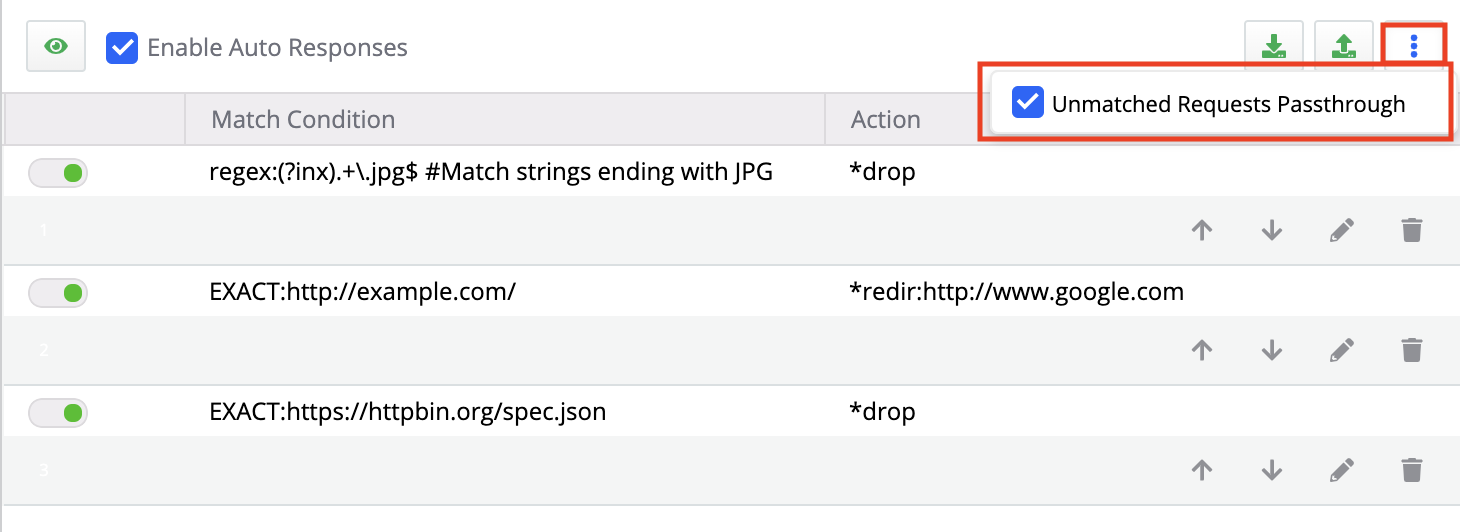 Enable Auto Responses
Unmatched Requests Passthrough
Match Condition
Action
regex:(?inx).+\.jpg$ #Match strings ending with JPG
*drop
1
EXACT:http://example.com/
*redir:http://www.google.com
2
EXACT:https://httpbin.org/spec.json
*drop
3